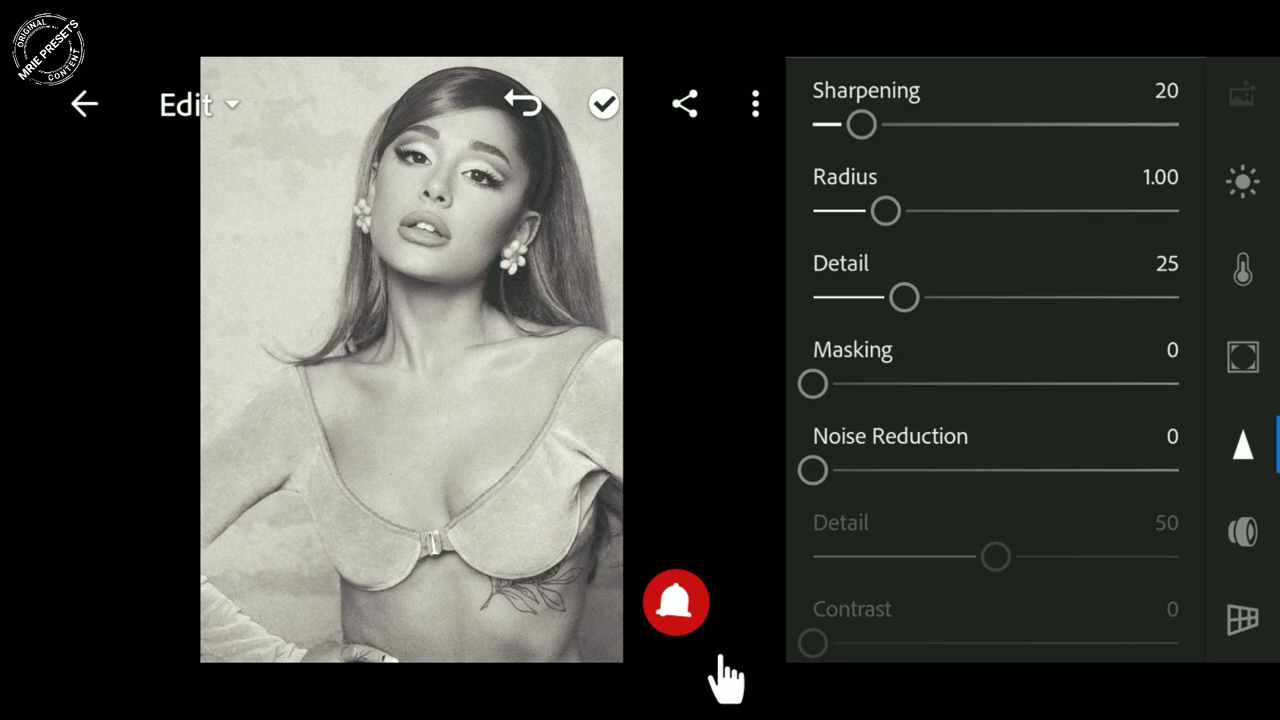 ORIGINAL
MRIE PRESETS
CONTENT
Edit
Sharpening 20
Radius 1.00
Detail 25
Masking 0
Noise Reduction 0
Detail 50
Contrast 0